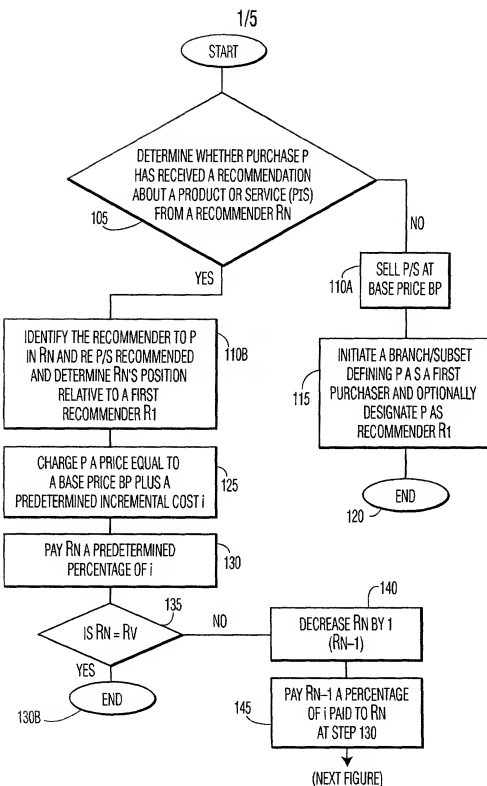 1/5
START
DETERMINE WHETHER PURCHASE P
HAS RECEIVED A RECOMMENDATION
ABOUT A PRODUCT OR SERVICE (PIS)
FROM A RECOMMENDER RN
105
NO
YES
SELL P/S AT
BASE PRICE BP
110A
IDENTIFY THE RECOMMENDER TO P
IN RN AND RE P/S RECOMMENDED
AND DETERMINE RN'S POSITION
RELATIVE TO A FIRST
RECOMMENDER R1
110B
INITIATE A BRANCH/SUBSET
DEFINING P A S A FIRST
PURCHASER AND OPTIONALLY
DESIGNATE P AS
RECOMMENDER R1
115
CHARGE P A PRICE EQUAL TO
A BASE PRICE BP PLUS A
PREDETERMINED INCREMENTAL COST i
125
END
120
PAY RN A PREDETERMINED
PERCENTAGE OF i
130
IS RN = RV
135
NO
YES
DECREASE RN BY 1
(RN–1)
140
END
130B
PAY RN–1 A PERCENTAGE
OF i PAID TO RN
AT STEP 130
145
(NEXT FIGURE)